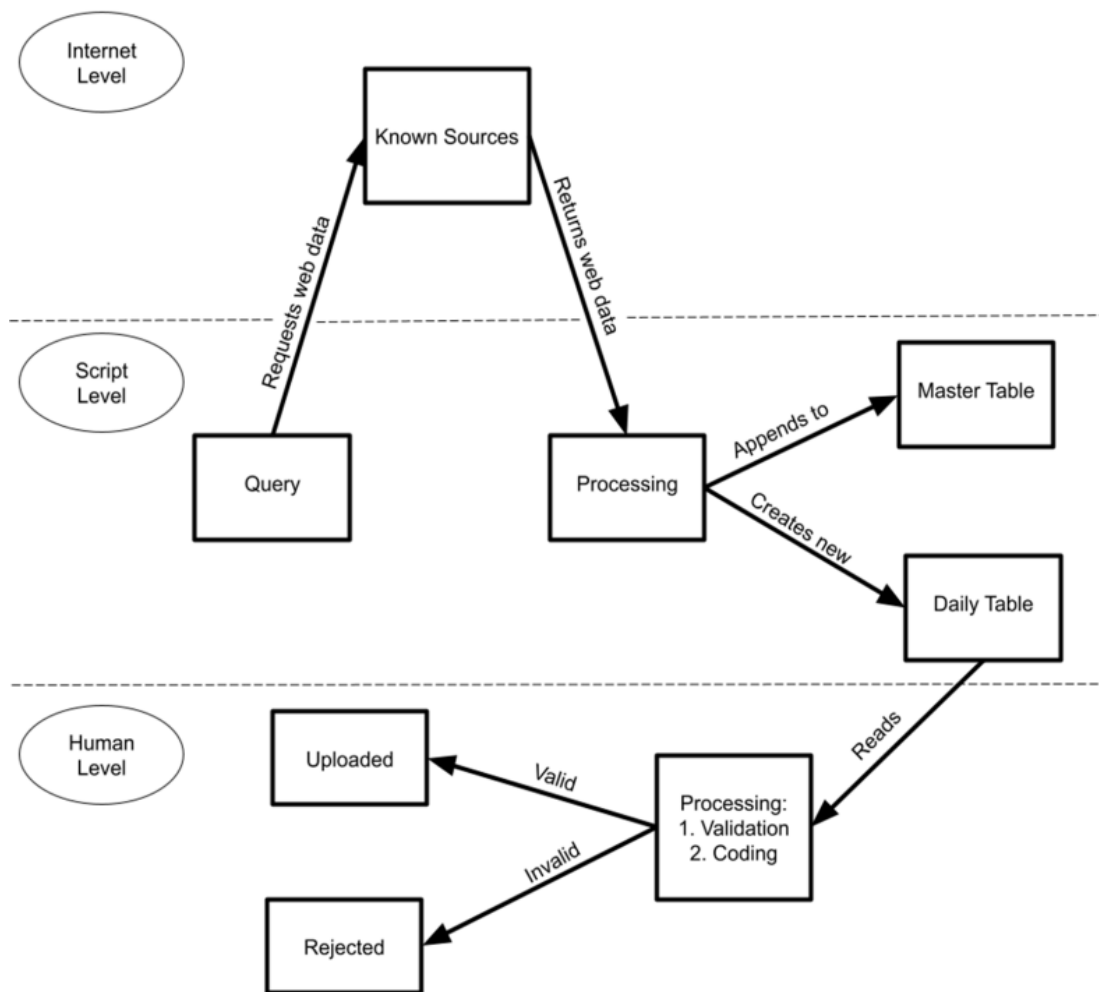 Internet
Level
Known Sources
Requests web data
Returns web data
Script
Level
Query
Processing
Appends to
Master Table
Creates new
Daily Table
Reads
Human
Level
Uploaded
Valid
Processing:
1. Validation
2. Coding
Invalid
Rejected